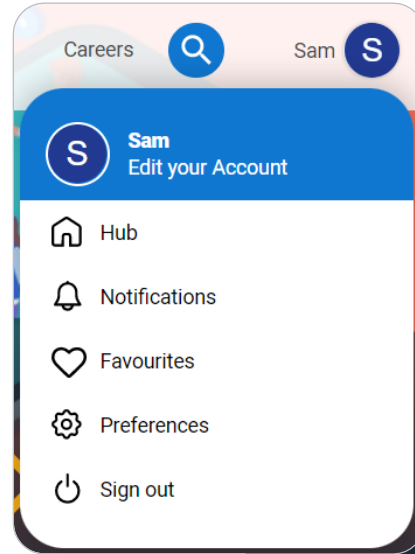 Careers
Sam
S
S
Sam
Edit your Account
Hub
Notifications
Favourites
Preferences
Sign out